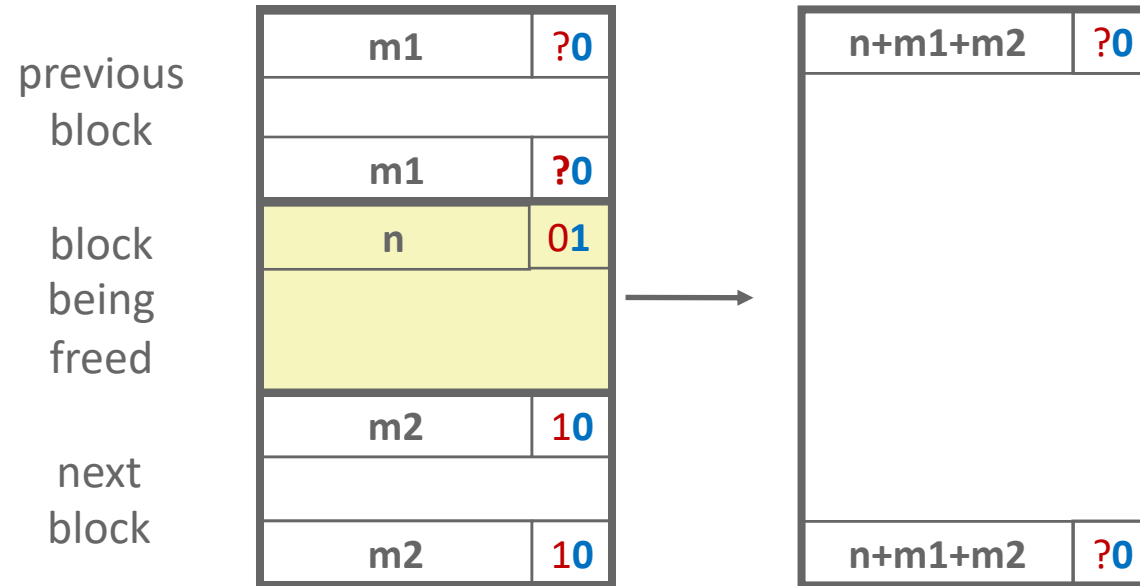 previous
block
m1 ?0
m1 ?0
block
being
freed
n 01
next
block
m2 10
m2 10
n+m1+m2 ?0
n+m1+m2 ?0